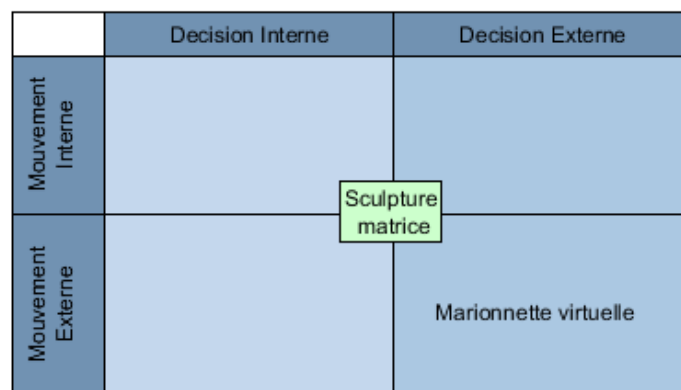 Decision Interne
Decision Externe
Mouvement
Interne
Sculpture
matrice
Mouvement
Externe
Marionnette virtuelle